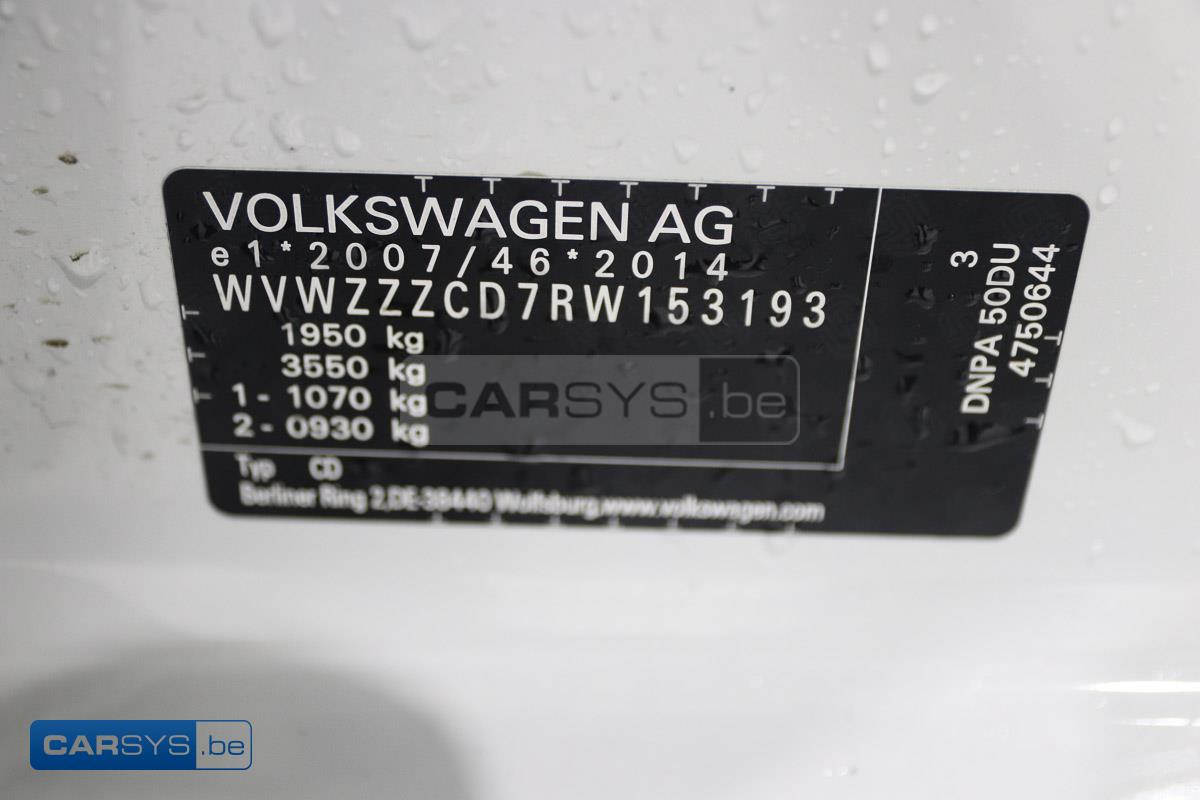 VOLKSWAGEN AG
e1*2007/46*2014
WVWZZZCD7RW153193
1950 kg
3550 kg
1 - 1070 kg
2 - 0930 kg
Typ CD
Berliner Ring 2,DE-38440 Wolfsburg,www.volkswagen.com
3
DNPA 50DU
4750644
CARSYS.be
CARSYS.be